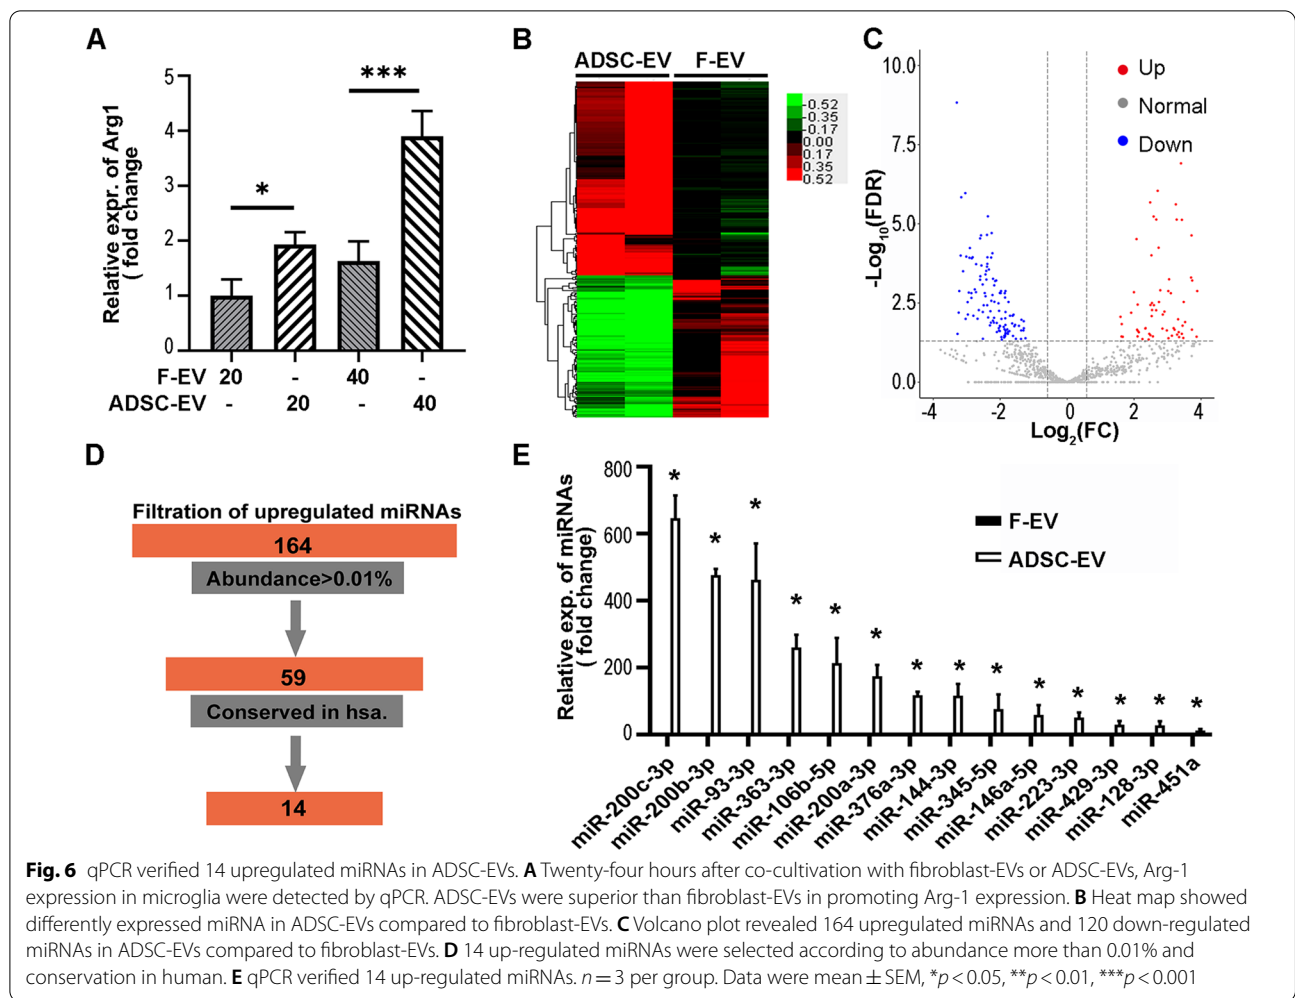 A
Relative expr. of Arg1
( fold change)
5
4
3
2
1
0
*
***
F-EV 20 - 40 -
ADSC-EV - 20 - 40
B
ADSC-EV F-EV
-0.52
-0.35
-0.17
0.00
0.17
0.35
0.52
C
-Log10(FDR)
10.0
7.5
5.0
2.5
0.0
Up
Normal
Down
-4 -2 0 2 4
Log2(FC)
D
Filtration of upregulated miRNAs
164
Abundance>0.01%
59
Conserved in hsa.
14
E
Relative exp. of miRNAs
( fold change)
800
600
400
200
0
* * * * * * * * * * * * * *
F-EV
ADSC-EV
miR-200c-3p
miR-200b-3p
miR-93-3p
miR-363-3p
miR-106b-5p
miR-200a-3p
miR-376a-3p
miR-144-3p
miR-345-5p
miR-146a-5p
miR-223-3p
miR-429-3p
miR-128-3p
miR-451a
Fig. 6 qPCR verified 14 upregulated miRNAs in ADSC-EVs. A Twenty-four hours after co-cultivation with fibroblast-EVs or ADSC-EVs, Arg-1
expression in microglia were detected by qPCR. ADSC-EVs were superior than fibroblast-EVs in promoting Arg-1 expression. B Heat map showed
differently expressed miRNA in ADSC-EVs compared to fibroblast-EVs. C Volcano plot revealed 164 upregulated miRNAs and 120 down-regulated
miRNAs in ADSC-EVs compared to fibroblast-EVs. D 14 up-regulated miRNAs were selected according to abundance more than 0.01% and
conservation in human. E qPCR verified 14 up-regulated miRNAs. n = 3 per group. Data were mean ± SEM, *p < 0.05, **p < 0.01, ***p < 0.001